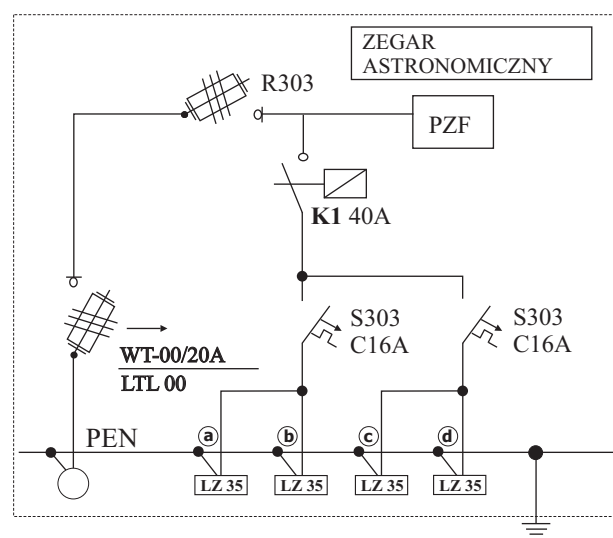 ZEGAR
ASTRONOMICZNY
R303
PZF
K1 40A
S303
C16A
S303
C16A
WT-00/20A
LTL 00
PEN
a
b
c
d
LZ 35
LZ 35
LZ 35
LZ 35